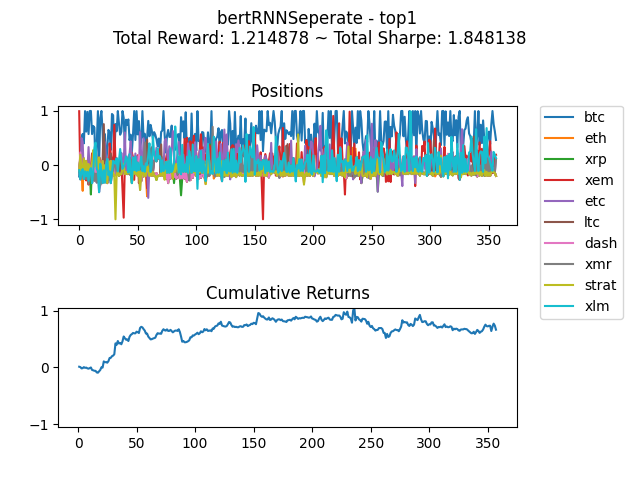 bertRNNSeperate - top1
Total Reward: 1.214878 ~ Total Sharpe: 1.848138
Positions
1
0
−1
0 50 100 150 200 250 300 350
btc
eth
xrp
xem
etc
ltc
dash
xmr
strat
xlm
Cumulative Returns
1
0
−1
0 50 100 150 200 250 300 350